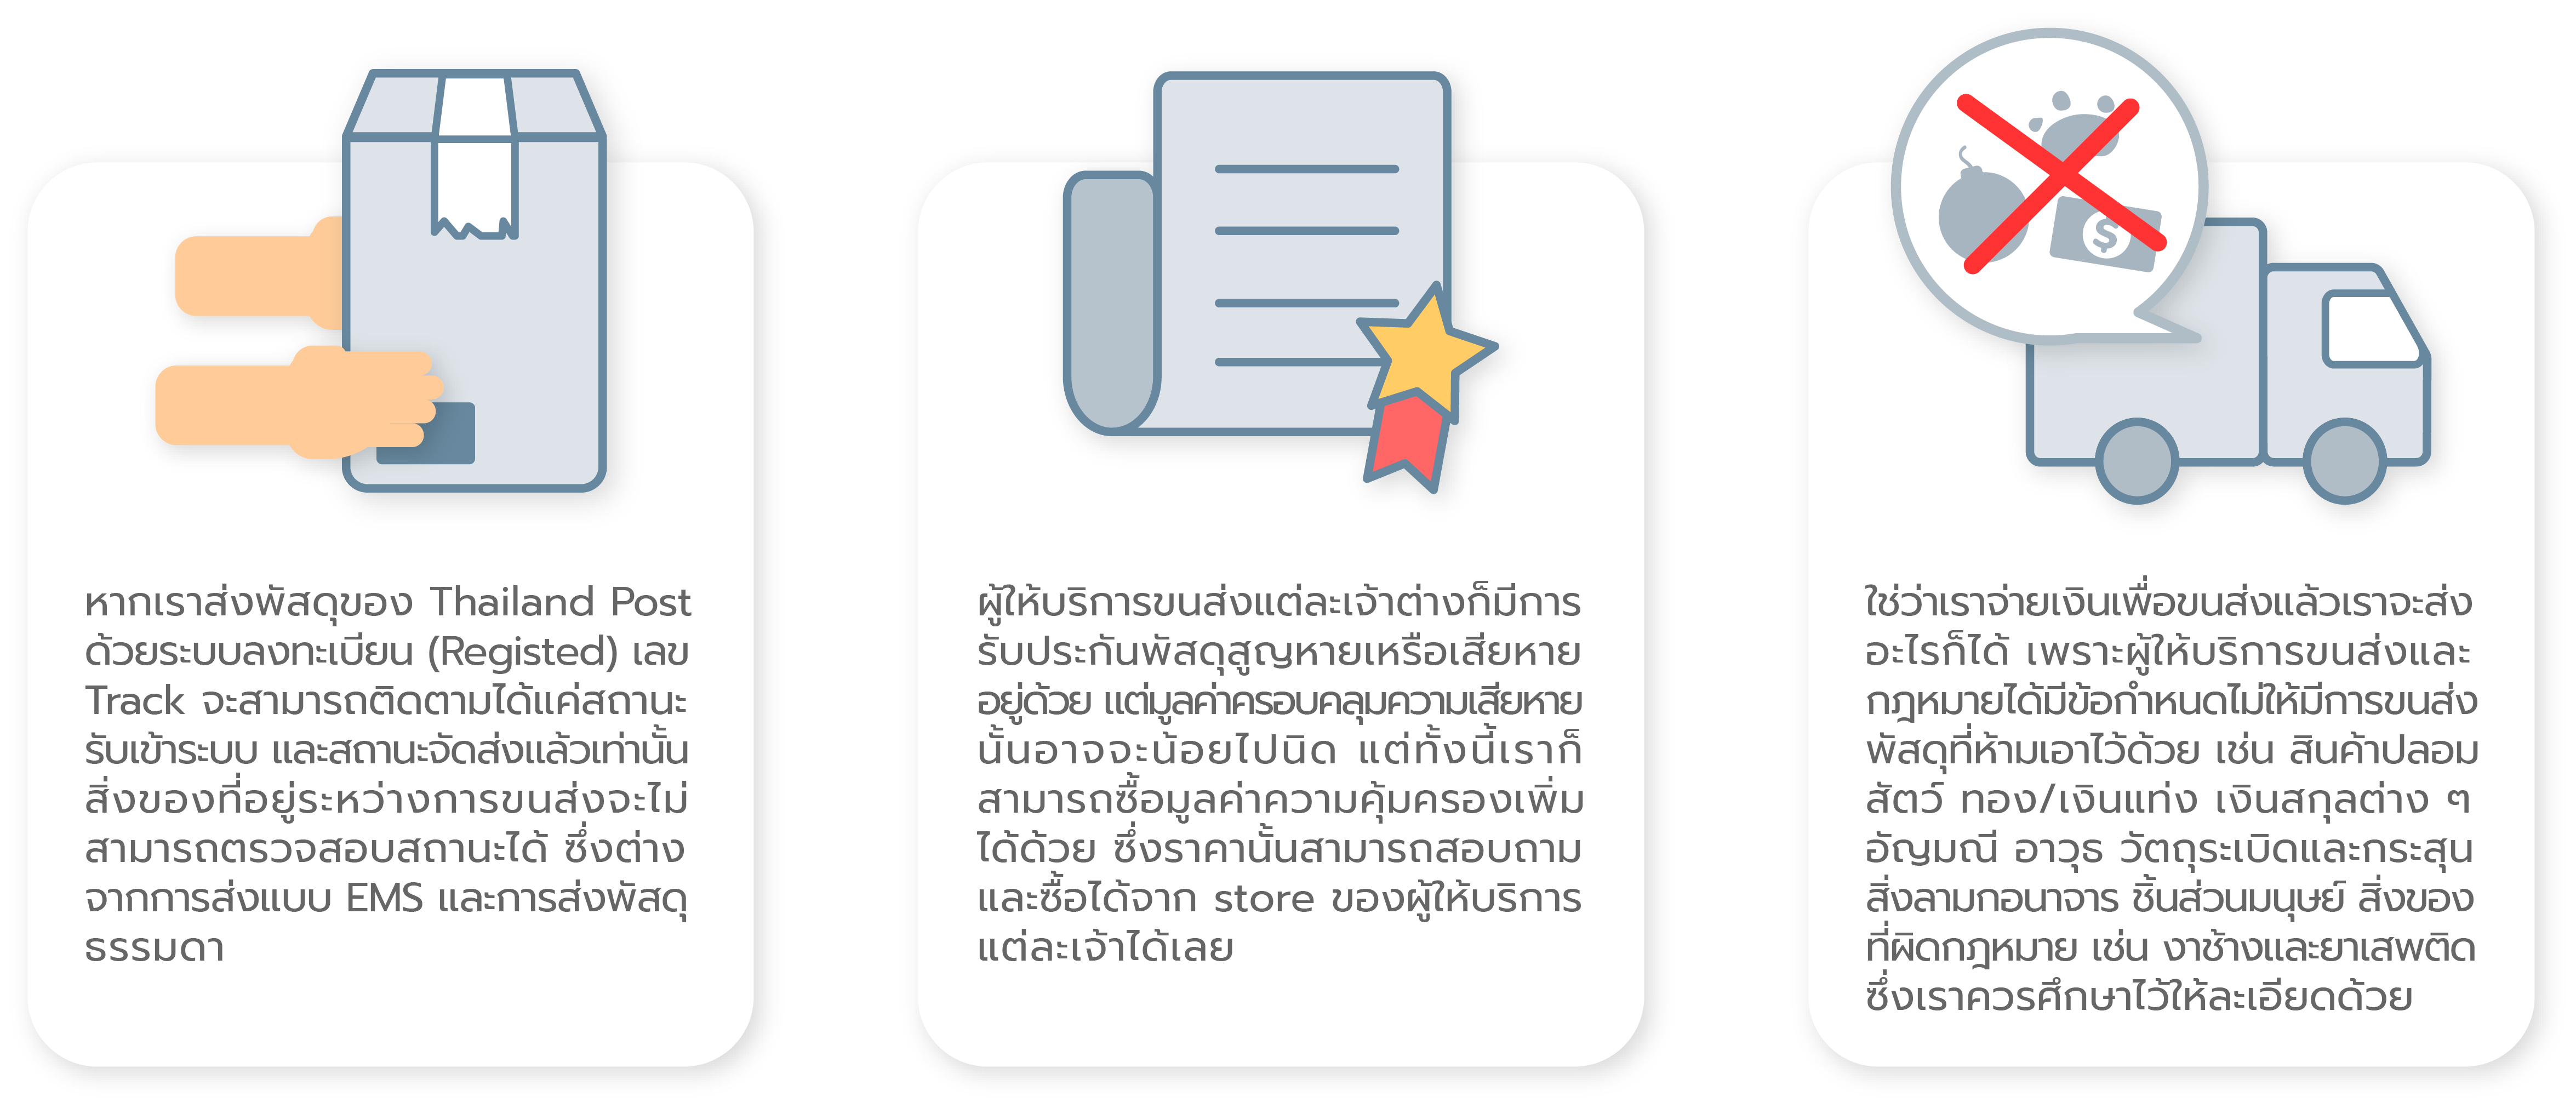 หากเราส่งพัสดุของ Thailand Post
ด้วยระบบลงทะเบียน (Registed) เลข
Track จะสามารถติดตามได้แค่สถานะ
รับเข้าระบบ และสถานะจัดส่งแล้วเท่านั้น
สิ่งของที่อยู่ระหว่างการขนส่งจะไม่
สามารถตรวจสอบสถานะได้ ซึ่งต่าง
จากการส่งแบบ EMS และการส่งพัสดุ
ธรรมดา
ผู้ให้บริการขนส่งแต่ละเจ้าต่างก็มีการ
รับประกันพัสดุสูญหายเหรือเสียหาย
อยู่ด้วย แต่มูลค่าครอบคลุมความเสียหาย
นั้นอาจจะน้อยไปนิด แต่ทั้งนี้เราก็
สามารถซื้อมูลค่าความคุ้มครองเพิ่ม
ได้ด้วย ซึ่งราคานั้นสามารถสอบถาม
และซื้อได้จาก store ของผู้ให้บริการ
แต่ละเจ้าได้เลย
$
ใช่ว่าเราจ่ายเงินเพื่อขนส่งแล้วเราจะส่ง
อะไรก็ได้ เพราะผู้ให้บริการขนส่งและ
กฎหมายได้มีข้อกำหนดไม่ให้มีการขนส่ง
พัสดุที่ห้ามเอาไว้ด้วย เช่น สินค้าปลอม
สัตว์ ทอง/เงินแท่ง เงินสกุลต่าง ๆ
อัญมณี อาวุธ วัตถุระเบิดและกระสุน
สิ่งลามกอนาจาร ชิ้นส่วนมนุษย์ สิ่งของ
ที่ผิดกฎหมาย เช่น งาช้างและยาเสพติด
ซึ่งเราควรศึกษาไว้ให้ละเอียดด้วย